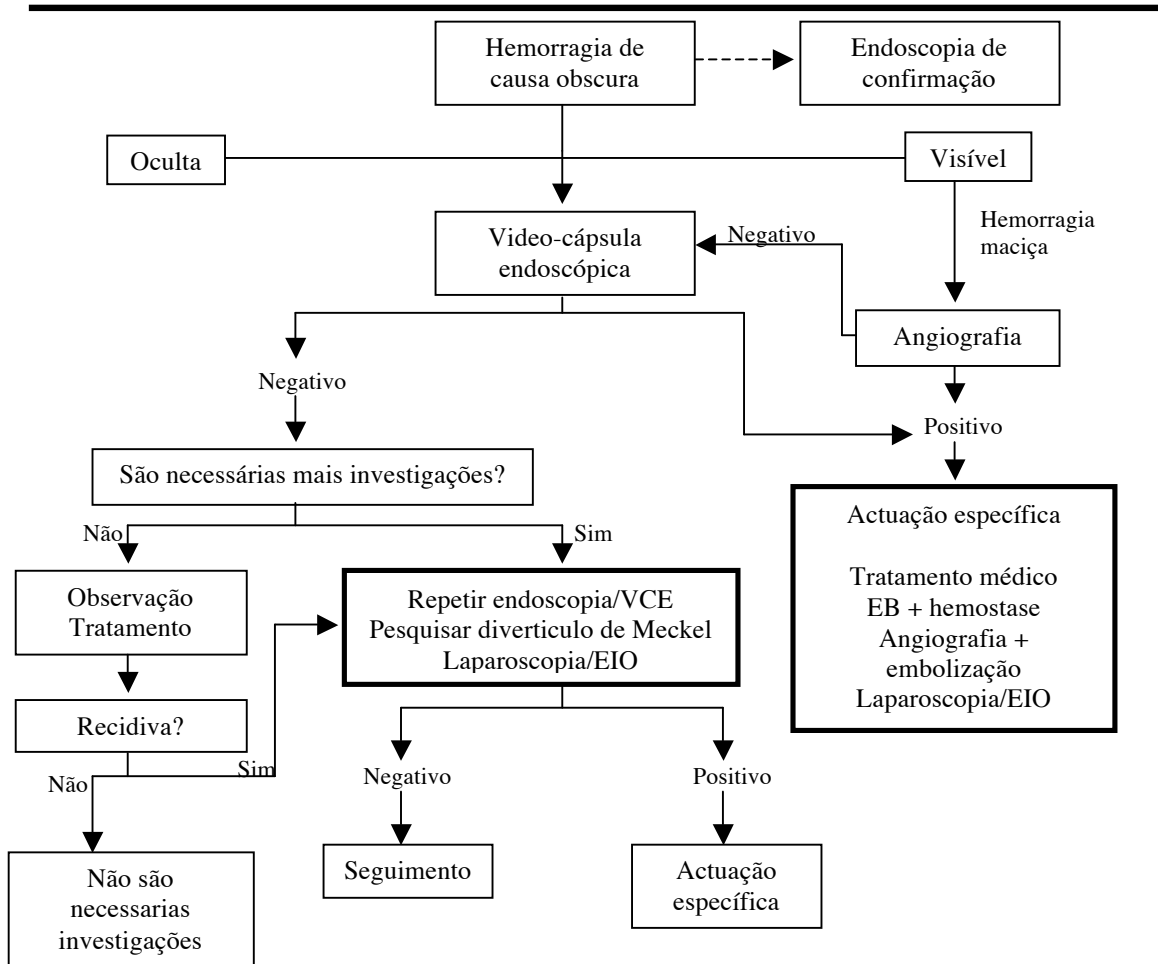 Hemorragia de
causa obscura
Endoscopia de
confirmação
Oculta
Visível
Hemorragia
maciça
Video-cápsula
endoscópica
Negativo
Angiografia
Negativo
Positivo
São necessárias mais investigações?
Actuação específica
Tratamento médico
EB + hemostase
Angiografia +
embolização
Laparoscopia/EIO
Não
Sim
Observação
Tratamento
Repetir endoscopia/VCE
Pesquisar diverticulo de Meckel
Laparoscopia/EIO
Recidiva?
Sim
Não
Negativo
Positivo
Não são
necessarias
investigações
Seguimento
Actuação
específica